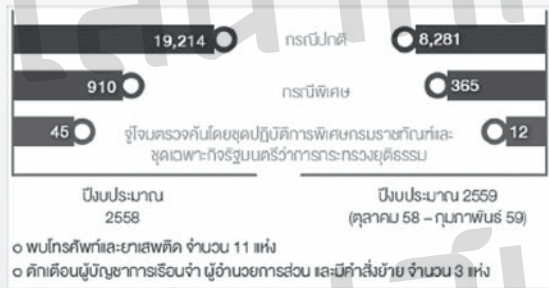 19,214 กรณีปกติ 8,281
910 กรณีพิเศษ 365
45 จู่โจมตรวจค้นโดยชุดปฏิบัติการพิเศษกรมราชทัณฑ์และ 12
ชุดเฉพาะกิจรัฐมนตรีว่าการกระทรวงยุติธรรม
ปีงบประมาณ ปีงบประมาณ 2559
2558 (ตุลาคม 58 – กุมภาพันธ์ 59)
พบโทรศัพท์และยาเสพติด จำนวน 11 แห่ง
ตักเตือนผู้บัญชาการเรือนจำ ผู้อำนวยการส่วน และมีคำสั่งย้าย จำนวน 3 แห่ง